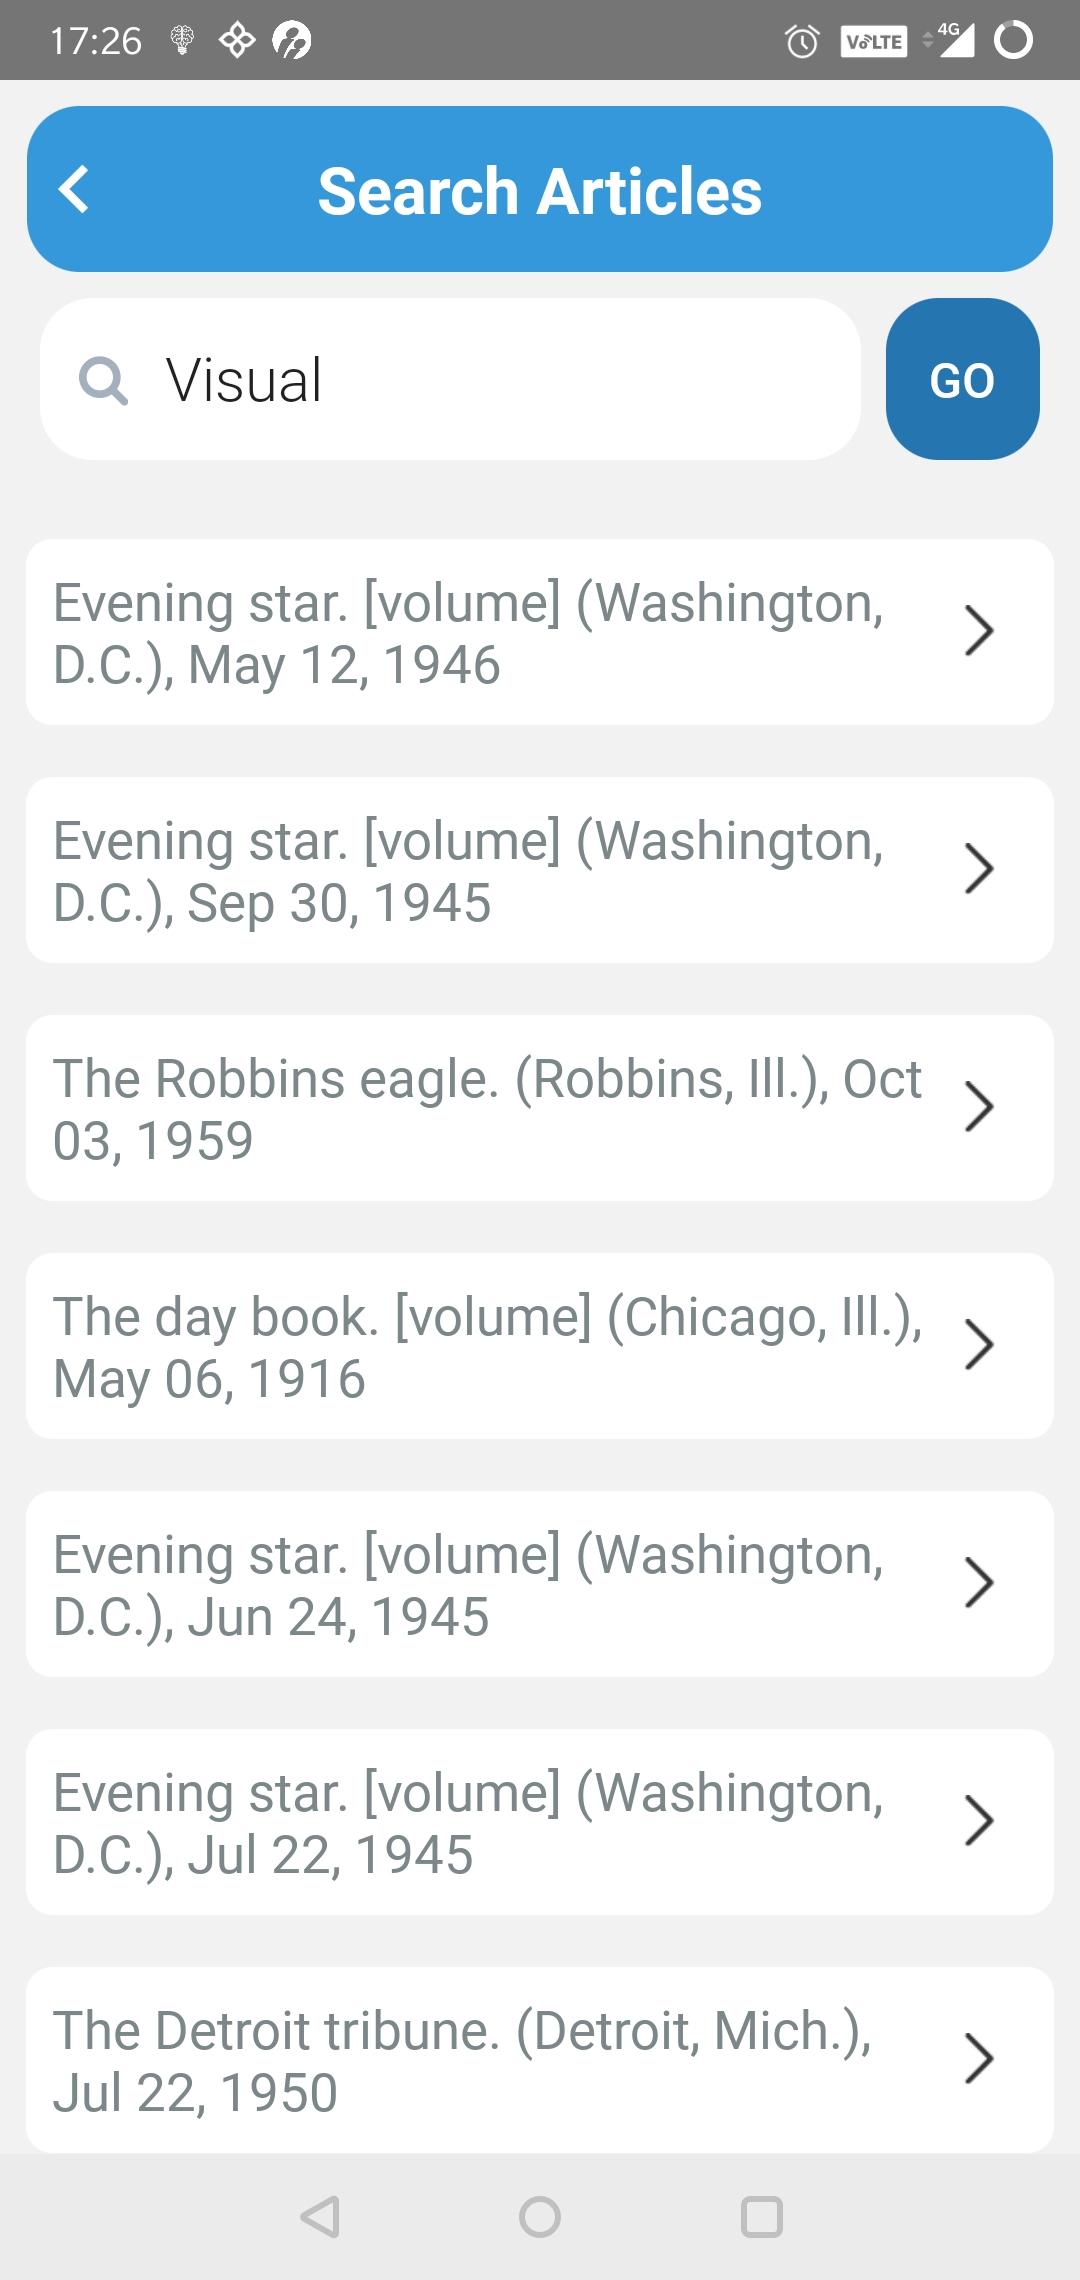 17:26
VoLTE
4G
Search Articles
Visual
GO
Evening star. [volume] (Washington,
D.C.), May 12, 1946
Evening star. [volume] (Washington,
D.C.), Sep 30, 1945
The Robbins eagle. (Robbins, Ill.), Oct
03, 1959
The day book. [volume] (Chicago, Ill.),
May 06, 1916
Evening star. [volume] (Washington,
D.C.), Jun 24, 1945
Evening star. [volume] (Washington,
D.C.), Jul 22, 1945
The Detroit tribune. (Detroit, Mich.),
Jul 22, 1950